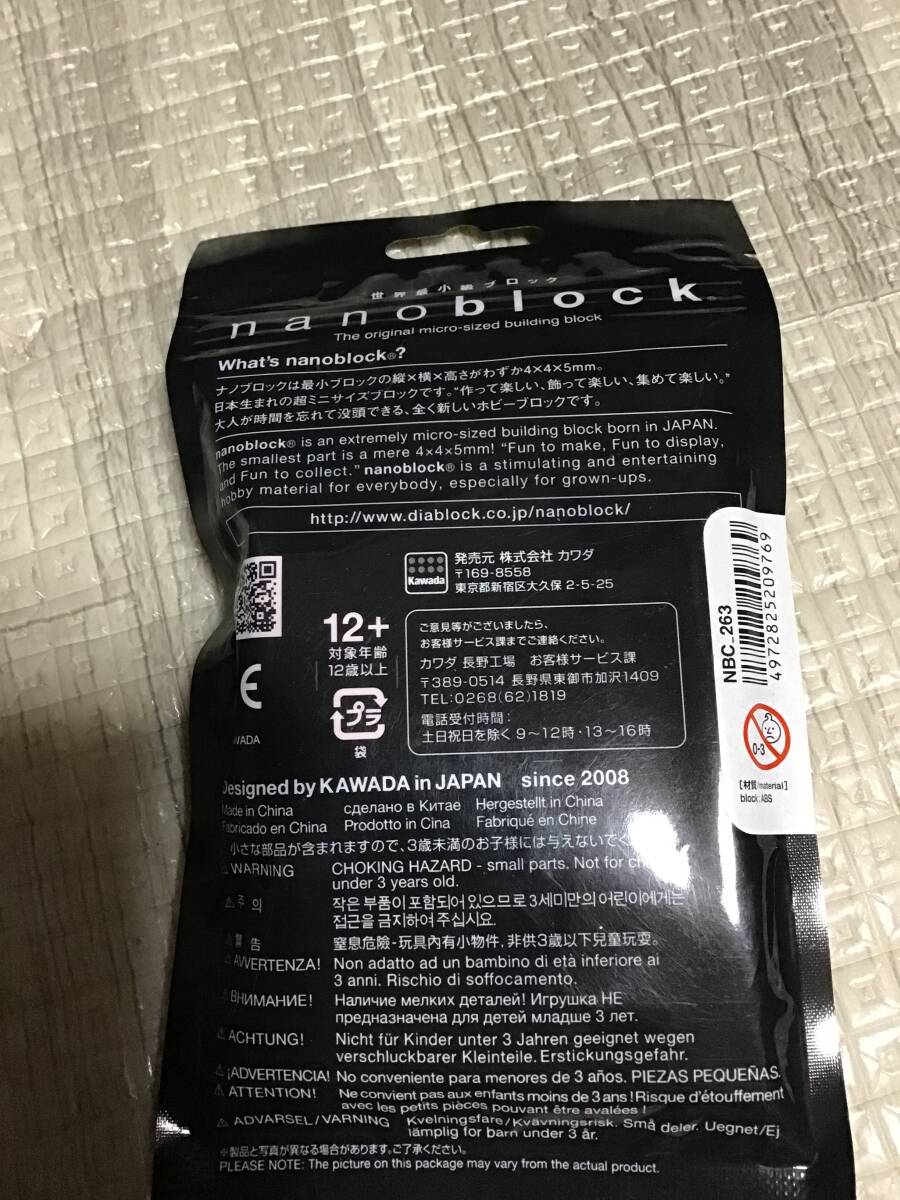 世界最小級ブロック
nanoblock®
The original micro-sized building block
What's nanoblock®?
ナノブロックは最小ブロックの縦×横×高さがわずか4×4×5mm。
日本生まれの超ミニサイズブロックです。"作って楽しい、飾って楽しい、集めて楽しい。"
大人が時間を忘れて没頭できる、全く新しいホビーブロックです。
nanoblock® is an extremely micro-sized building block born in JAPAN.
The smallest part is a mere 4×4×5mm! "Fun to make, Fun to display,
and Fun to collect." nanoblock® is a stimulating and entertaining
hobby material for everybody, especially for grown-ups.
http://www.diablock.co.jp/nanoblock/
Kawada
発売元 株式会社 カワダ
〒169-8558
東京都新宿区大久保 2-5-25
12+
対象年齢
12歳以上
プラ
袋
ご意見等がございましたら、
お客様サービス課までご連絡ください。
カワダ 長野工場 お客様サービス課
〒389-0514 長野県東御市加沢1409
TEL:0268(62)1819
電話受付時間:
土日祝日を除く 9~12時・13~16時
NBC_263
4972825209769
0-3
[材質/material]
block:ABS
CE
WADA
Designed by KAWADA in JAPAN since 2008
Made in China сделано в Китае Hergestellt in China
Fabricado en China Prodotto in Cina Fabriqué en Chine
小さな部品が含まれますので、3歳未満のお子様には与えないでく
⚠WARNING CHOKING HAZARD - small parts. Not for ch
under 3 years old.
⚠주 의 작은 부품이 포함되어 있으므로 3세미만의 어린이에게는
접근을 금지하여 주십시요.
⚠警 告 窒息危險-玩具內有小物件, 非供3歲以下兒童玩耍。
⚠AVVERTENZA! Non adatto ad un bambino di età inferiore ai
3 anni. Rischio di soffocamento.
⚠ВНИМАНИЕ! Наличие мелких деталей! Игрушка НЕ
предназначена для детей младше 3 лет.
⚠ACHTUNG! Nicht für Kinder unter 3 Jahren geeignet wegen
verschluckbarer Kleinteile. Erstickungsgefahr.
⚠¡ADVERTENCIA! No conveniente para menores de 3 años. PIEZAS PEQUEÑAS.
⚠ATTENTION! Ne convient pas aux enfants moins de 3 ans! Risque d'étouffement
avec les petits pièces pouvant être avalées!
⚠ADVARSEL/VARNING Kvelningsfare/Kvävningsrisk. Små deler. Uegnet/Ej
lämplig for barn under 3 år.
※製品と写真が異なる場合があります。ご了承ください。
PLEASE NOTE: The picture on this package may vary from the actual product.